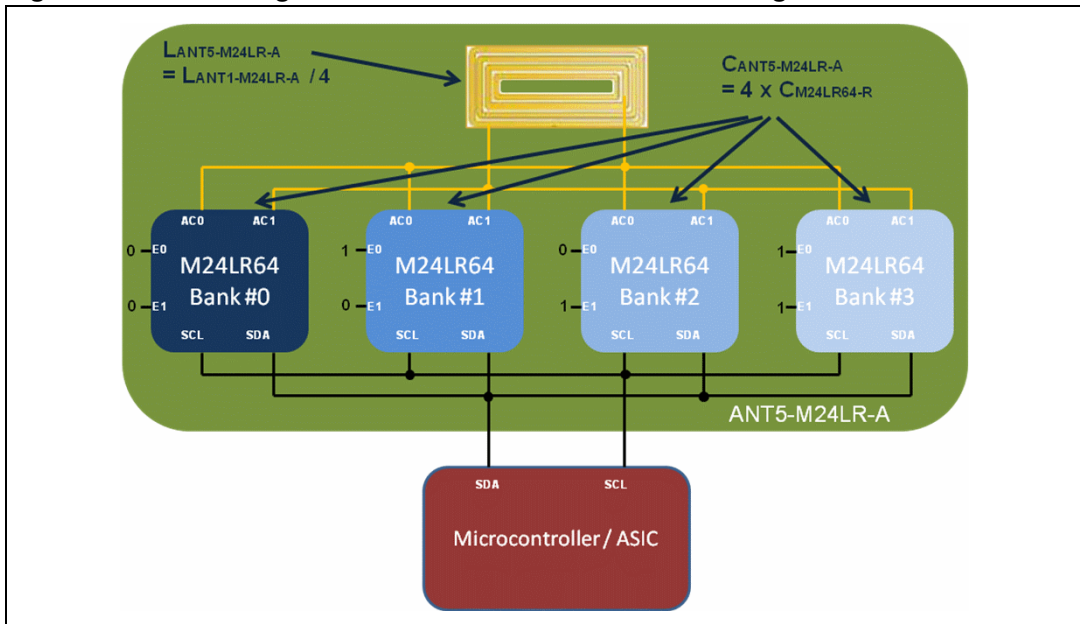 LANT5-M24LR-A
= LANT1-M24LR-A / 4
CANT5-M24LR-A
= 4 x CM24LR64-R
AC0 AC1 AC0 AC1 AC0 AC1 AC0 AC1
0 E0 1 E0 0 E0 1 E0
M24LR64 M24LR64 M24LR64 M24LR64
Bank #0 Bank #1 Bank #2 Bank #3
0 E1 0 E1 1 E1 1 E1
SCL SDA SCL SDA SCL SDA SCL SDA
ANT5-M24LR-A
SDA SCL
Microcontroller / ASIC